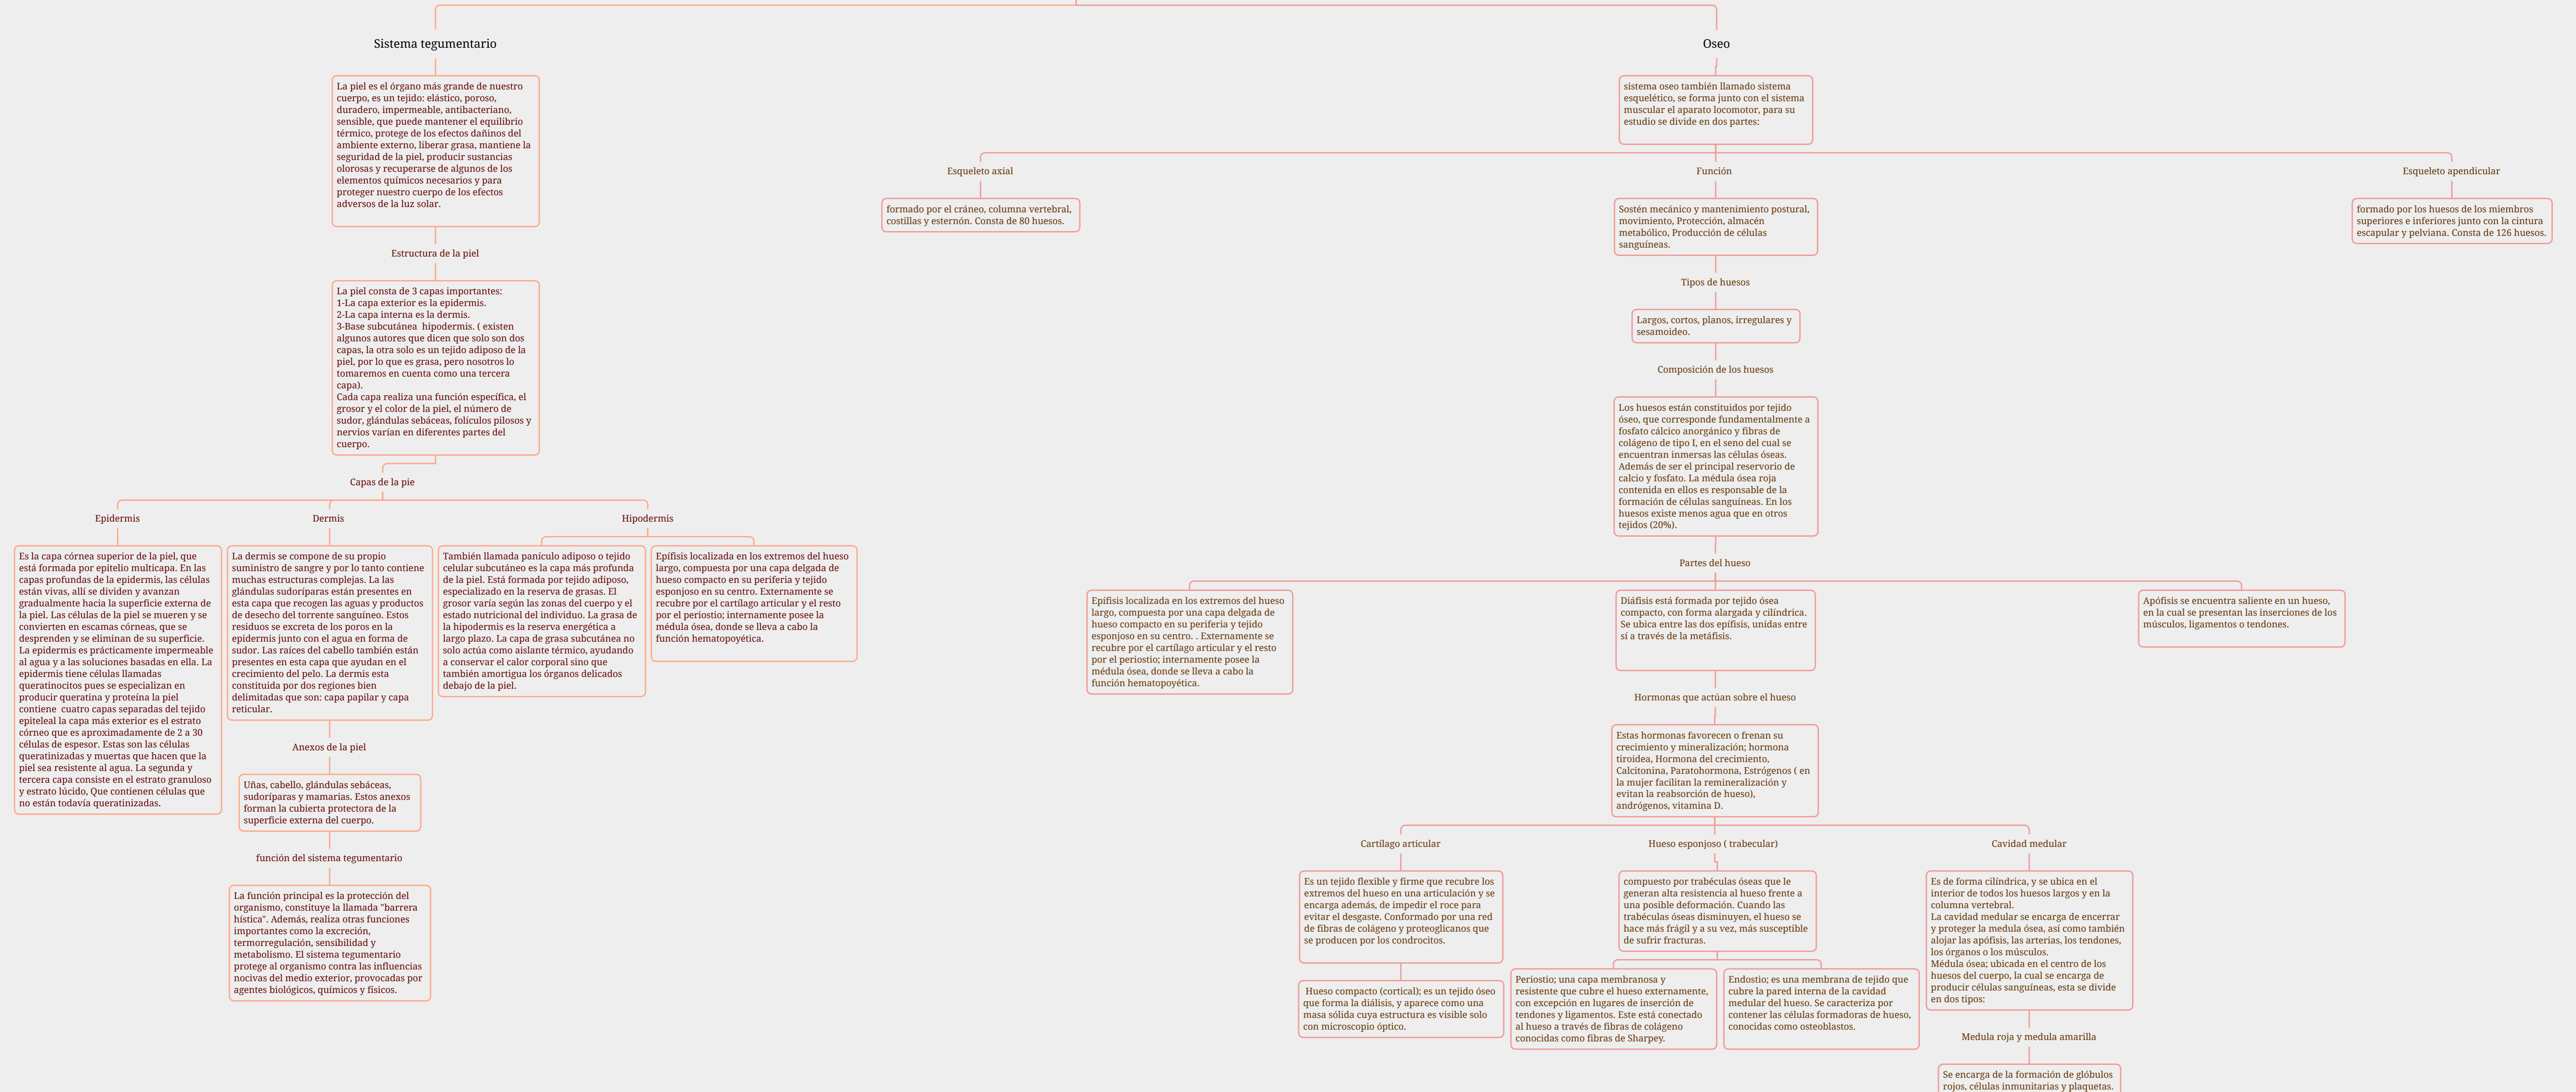 Sistema tegumentario
La piel es el órgano más grande de nuestro
cuerpo, es un tejido: elástico, poroso,
duradero, impermeable, antibacteriano,
sensible, que puede mantener el equilibrio
térmico, protege de los efectos dañinos del
ambiente externo, liberar grasa, mantiene la
seguridad de la piel, producir sustancias
olorosas y recuperarse de algunos de los
elementos químicos necesarios y para
proteger nuestro cuerpo de los efectos
adversos de la luz solar.
Estructura de la piel
La piel consta de 3 capas importantes:
1-La capa exterior es la epidermis.
2-La capa interna es la dermis.
3-Base subcutánea  hipodermis. ( existen
algunos autores que dicen que solo son dos
capas, la otra solo es un tejido adiposo de la
piel, por lo que es grasa, pero nosotros lo
tomaremos en cuenta como una tercera
capa).
Cada capa realiza una función específica, el
grosor y el color de la piel, el número de
sudor, glándulas sebáceas, folículos pilosos y
nervios varían en diferentes partes del
cuerpo.
Capas de la pie
Epidermis
Es la capa córnea superior de la piel, que
está formada por epitelio multicapa. En las
capas profundas de la epidermis, las células
están vivas, allí se dividen y avanzan
gradualmente hacia la superficie externa de
la piel. Las células de la piel se mueren y se
convierten en escamas córneas, que se
desprenden y se eliminan de su superficie.
La epidermis es prácticamente impermeable
al agua y a las soluciones basadas en ella. La
epidermis tiene células llamadas
queratinocitos pues se especializan en
producir queratina y proteína la piel
contiene  cuatro capas separadas del tejido
epiteleal la capa más exterior es el estrato
córneo que es aproximadamente de 2 a 30
células de espesor. Estas son las células
queratinizadas y muertas que hacen que la
piel sea resistente al agua. La segunda y
tercera capa consiste en el estrato granuloso
y estrato lúcido, Que contienen células que
no están todavía queratinizadas.
Dermis
La dermis se compone de su propio
suministro de sangre y por lo tanto contiene
muchas estructuras complejas. La las
glándulas sudoríparas están presentes en
esta capa que recogen las aguas y productos
de desecho del torrente sanguíneo. Estos
residuos se excreta de los poros en la
epidermis junto con el agua en forma de
sudor. Las raíces del cabello también están
presentes en esta capa que ayudan en el
crecimiento del pelo. La dermis esta
constituida por dos regiones bien
delimitadas que son: capa papilar y capa
reticular.
Anexos de la piel
Uñas, cabello, glándulas sebáceas,
sudoríparas y mamarias. Estos anexos
forman la cubierta protectora de la
superficie externa del cuerpo.
función del sistema tegumentario
La función principal es la protección del
organismo, constituye la llamada "barrera
hística". Además, realiza otras funciones
importantes como la excreción,
termorregulación, sensibilidad y
metabolismo. El sistema tegumentario
protege al organismo contra las influencias
nocivas del medio exterior, provocadas por
agentes biológicos, químicos y físicos.
Hipodermis
También llamada panículo adiposo o tejido
celular subcutáneo es la capa más profunda
de la piel. Está formada por tejido adiposo,
especializado en la reserva de grasas. El
grosor varía según las zonas del cuerpo y el
estado nutricional del individuo. La grasa de
la hipodermis es la reserva energética a
largo plazo. La capa de grasa subcutánea no
solo actúa como aislante térmico, ayudando
a conservar el calor corporal sino que
también amortigua los órganos delicados
debajo de la piel.
Epífisis localizada en los extremos del hueso
largo, compuesta por una capa delgada de
hueso compacto en su periferia y tejido
esponjoso en su centro. Externamente se
recubre por el cartílago articular y el resto
por el periostio; internamente posee la
médula ósea, donde se lleva a cabo la
función hematopoyética.
Oseo
sistema oseo también llamado sistema
esquelético, se forma junto con el sistema
muscular el aparato locomotor, para su
estudio se divide en dos partes:
Esqueleto axial
formado por el cráneo, columna vertebral,
costillas y esternón. Consta de 80 huesos.
Función
Sostén mecánico y mantenimiento postural,
movimiento, Protección, almacén
metabólico, Producción de células
sanguíneas.
Esqueleto apendicular
formado por los huesos de los miembros
superiores e inferiores junto con la cintura
escapular y pelviana. Consta de 126 huesos.
Tipos de huesos
Largos, cortos, planos, irregulares y
sesamoideo.
Composición de los huesos
Los huesos están constituidos por tejido
óseo, que corresponde fundamentalmente a
fosfato cálcico anorgánico y fibras de
colágeno de tipo I, en el seno del cual se
encuentran inmersas las células óseas.
Además de ser el principal reservorio de
calcio y fosfato. La médula ósea roja
contenida en ellos es responsable de la
formación de células sanguíneas. En los
huesos existe menos agua que en otros
tejidos (20%).
Partes del hueso
Epífisis localizada en los extremos del hueso
largo, compuesta por una capa delgada de
hueso compacto en su periferia y tejido
esponjoso en su centro. . Externamente se
recubre por el cartílago articular y el resto
por el periostio; internamente posee la
médula ósea, donde se lleva a cabo la
función hematopoyética.
Diáfisis está formada por tejido ósea
compacto, con forma alargada y cilíndrica.
Se ubica entre las dos epífisis, unidas entre
sí a través de la metáfisis.
Apófisis se encuentra saliente en un hueso,
en la cual se presentan las inserciones de los
músculos, ligamentos o tendones.
Hormonas que actúan sobre el hueso
Estas hormonas favorecen o frenan su
crecimiento y mineralización; hormona
tiroidea, Hormona del crecimiento,
Calcitonina, Paratohormona, Estrógenos ( en
la mujer facilitan la remineralización y
evitan la reabsorción de hueso),
andrógenos, vitamina D.
Cartílago articular
Es un tejido flexible y firme que recubre los
extremos del hueso en una articulación y se
encarga además, de impedir el roce para
evitar el desgaste. Conformado por una red
de fibras de colágeno y proteoglicanos que
se producen por los condrocitos.
Hueso compacto (cortical); es un tejido óseo
que forma la diálisis, y aparece como una
masa sólida cuya estructura es visible solo
con microscopio óptico.
Hueso esponjoso ( trabecular)
compuesto por trabéculas óseas que le
generan alta resistencia al hueso frente a
una posible deformación. Cuando las
trabéculas óseas disminuyen, el hueso se
hace más frágil y a su vez, más susceptible
de sufrir fracturas.
Periostio; una capa membranosa y
resistente que cubre el hueso externamente,
con excepción en lugares de inserción de
tendones y ligamentos. Este está conectado
al hueso a través de fibras de colágeno
conocidas como fibras de Sharpey.
Endostio; es una membrana de tejido que
cubre la pared interna de la cavidad
medular del hueso. Se caracteriza por
contener las células formadoras de hueso,
conocidas como osteoblastos.
Cavidad medular
Es de forma cilíndrica, y se ubica en el
interior de todos los huesos largos y en la
columna vertebral.
La cavidad medular se encarga de encerrar
y proteger la medula ósea, así como también
alojar las apófisis, las arterias, los tendones,
los órganos o los músculos.
Médula ósea; ubicada en el centro de los
huesos del cuerpo, la cual se encarga de
producir células sanguíneas, esta se divide
en dos tipos:
Medula roja y medula amarilla
Se encarga de la formación de glóbulos
rojos, células inmunitarias y plaquetas.